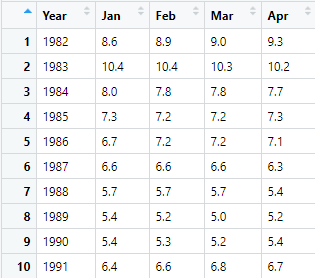 Year Jan Feb Mar Apr
1 1982 8.6 8.9 9.0 9.3
2 1983 10.4 10.4 10.3 10.2
3 1984 8.0 7.8 7.8 7.7
4 1985 7.3 7.2 7.2 7.3
5 1986 6.7 7.2 7.2 7.1
6 1987 6.6 6.6 6.6 6.3
7 1988 5.7 5.7 5.7 5.4
8 1989 5.4 5.2 5.0 5.2
9 1990 5.4 5.3 5.2 5.4
10 1991 6.4 6.6 6.8 6.7